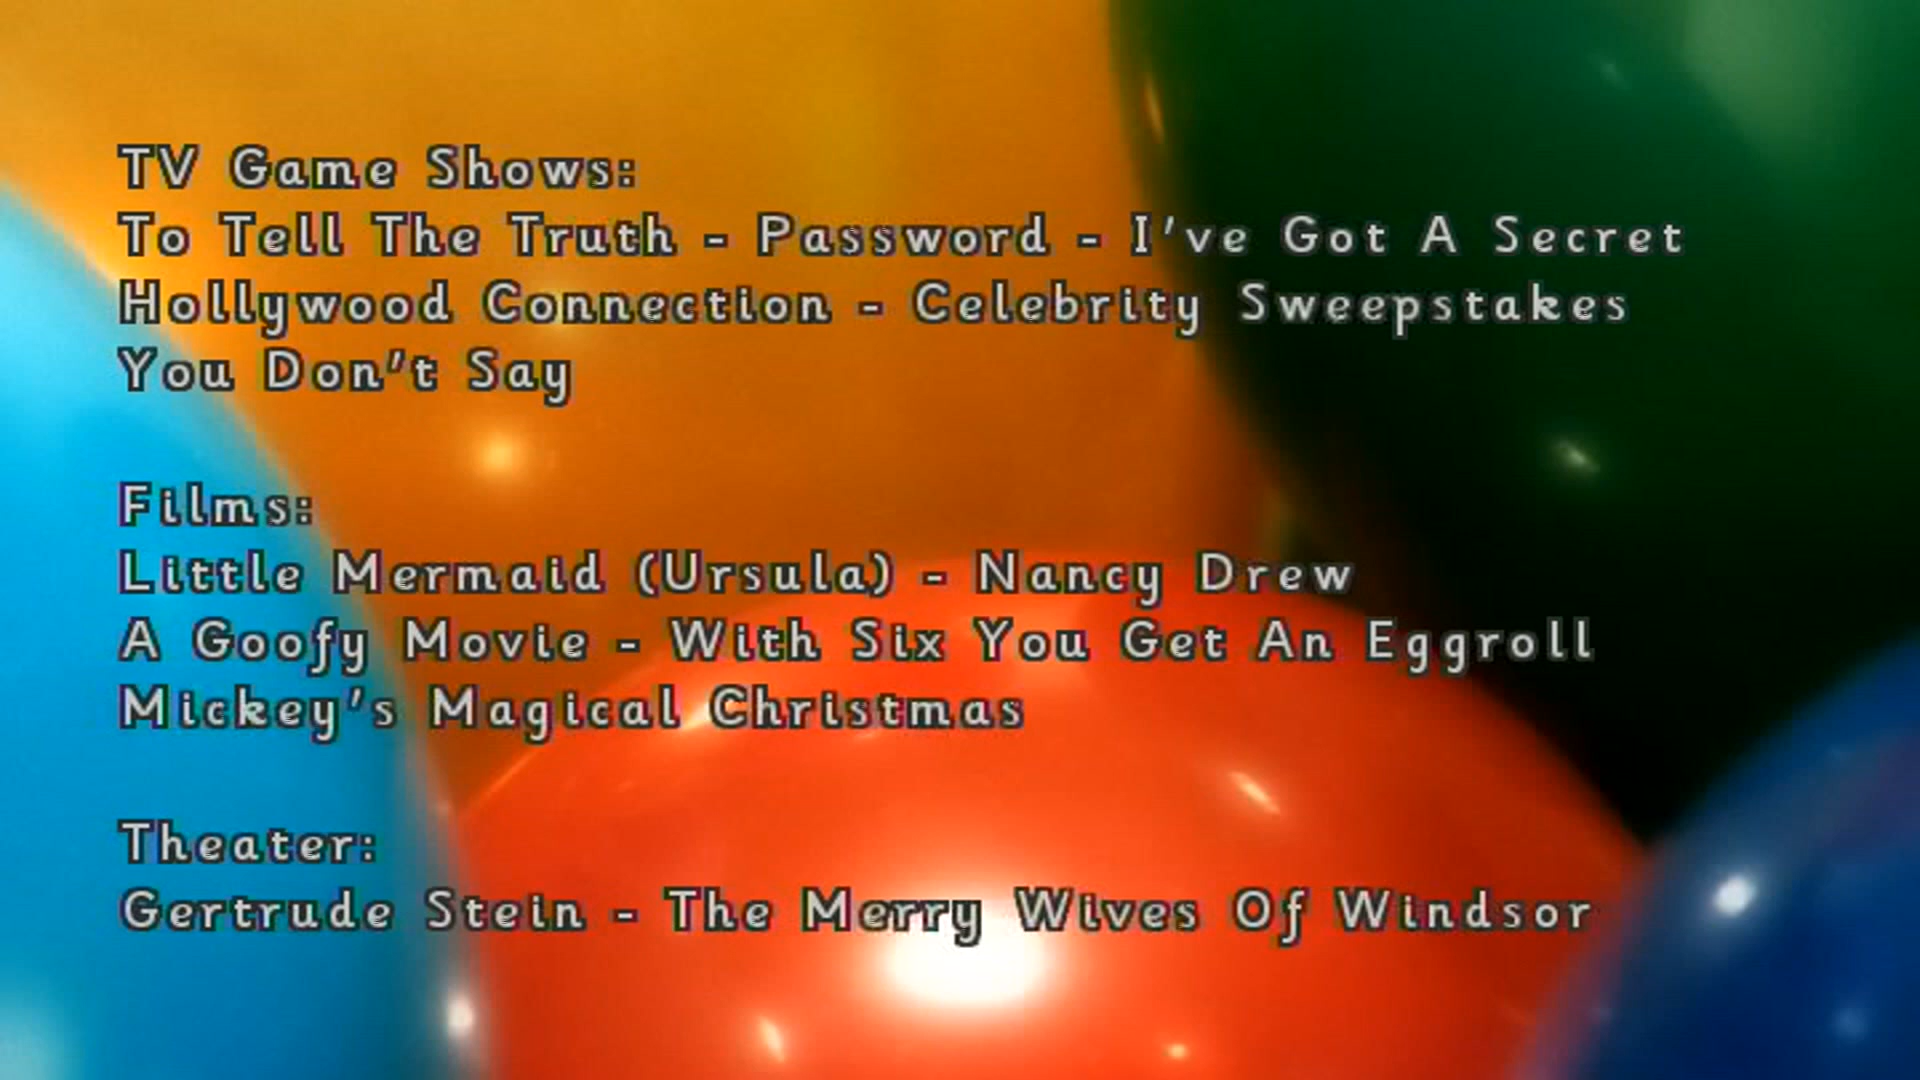 TV Game Shows:
To Tell The Truth - Password - I've Got A Secret
Hollywood Connection - Celebrity Sweepstakes
You Don't Say
Films:
Little Mermaid (Ursula) - Nancy Drew
A Goofy Movie - With Six You Get An Eggroll
Mickey's Magical Christmas
Theater:
Gertrude Stein - The Merry Wives Of Windsor